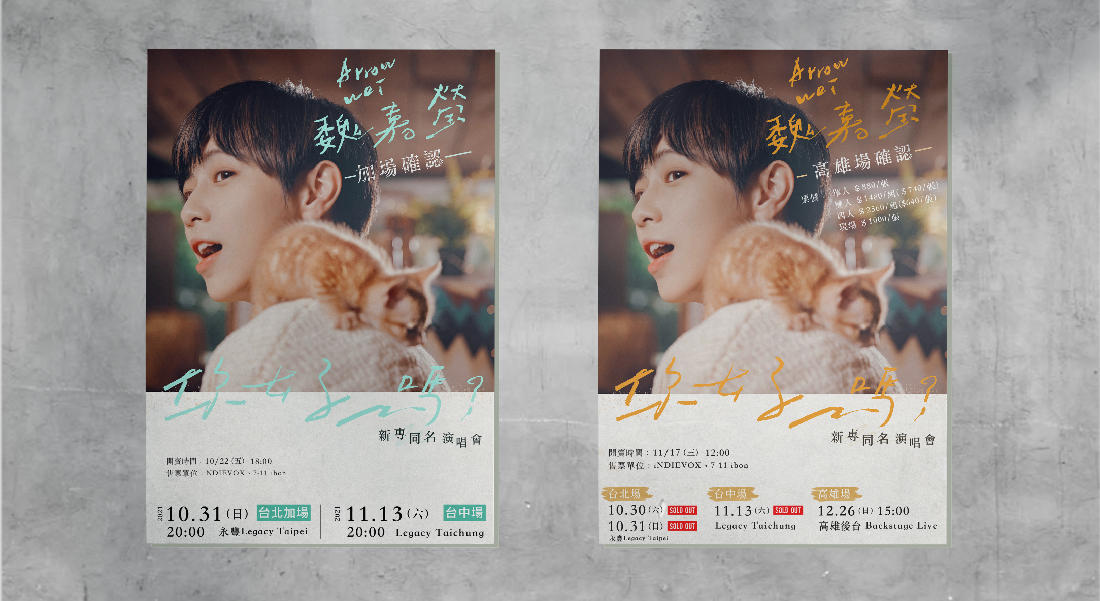 Arrow
wei
魏嘉瑩
加場確認
你好嗎?
新專同名演唱會
開賣時間：10/22(五) 18:00
售票單位：iNDIEVOX、7-11 ibon
2021 10.31(日) 台北加場
20:00 永豐Legacy Taipei
2021 11.13(六) 台中場
20:00 Legacy Taichung
Arrow
wei
魏嘉瑩
高雄場確認
票價： 單人 $880/張
雙人 $1480/組($740/張)
四人 $2560/組($640/張)
現場 $1000/張
你好嗎?
新專同名演唱會
開賣時間：11/17(三) 12:00
售票單位：iNDIEVOX、7-11 ibon
台北場
10.30(六) SOLD OUT
10.31(日) SOLD OUT
永豐Legacy Taipei
台中場
11.13(六) SOLD OUT
Legacy Taichung
高雄場
12.26(日) 15:00
高雄後台 Backstage Live